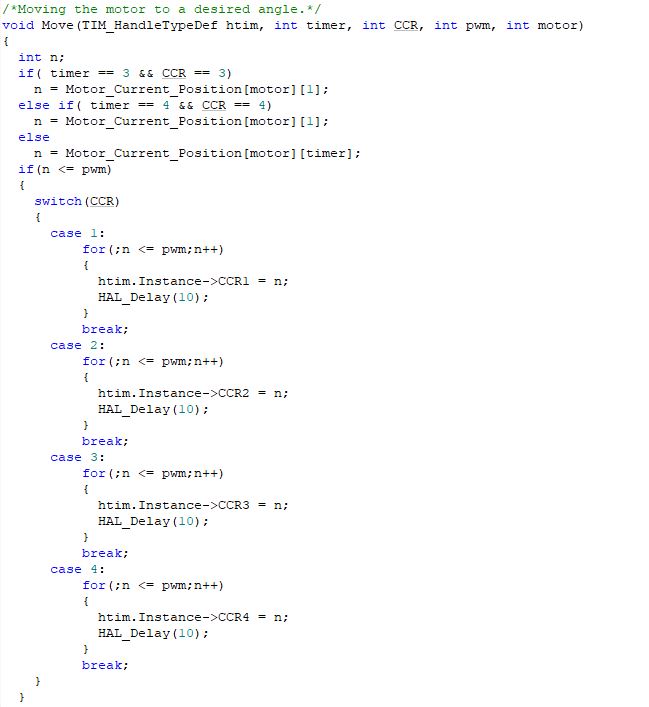 /*Moving the motor to a desired angle.*/
void Move(TIM_HandleTypeDef htim, int timer, int CCR, int pwm, int motor)
{
  int n;
  if( timer == 3 && CCR == 3)
    n = Motor_Current_Position[motor][1];
  else if( timer == 4 && CCR == 4)
    n = Motor_Current_Position[motor][1];
  else
    n = Motor_Current_Position[motor][timer];
  if(n <= pwm)
  {
    switch(CCR)
    {
      case 1:
          for(;n <= pwm;n++)
          {
            htim.Instance->CCR1 = n;
            HAL_Delay(10);
          }
          break;
      case 2:
          for(;n <= pwm;n++)
          {
            htim.Instance->CCR2 = n;
            HAL_Delay(10);
          }
          break;
      case 3:
          for(;n <= pwm;n++)
          {
            htim.Instance->CCR3 = n;
            HAL_Delay(10);
          }
          break;
      case 4:
          for(;n <= pwm;n++)
          {
            htim.Instance->CCR4 = n;
            HAL_Delay(10);
          }
          break;
    }
  }